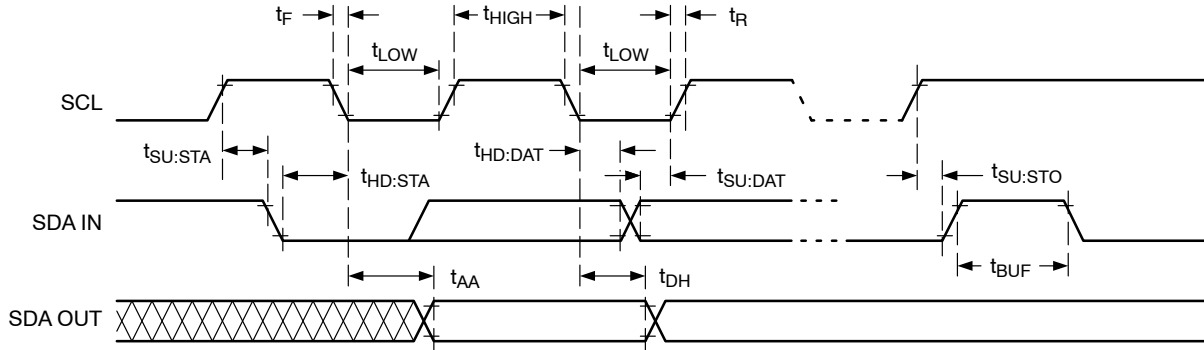 tF
tHIGH
tR
tLOW
tLOW
SCL
tSU:STA
tHD:STA
tHD:DAT
tSU:DAT
tSU:STO
SDA IN
tAA
tDH
tBUF
SDA OUT